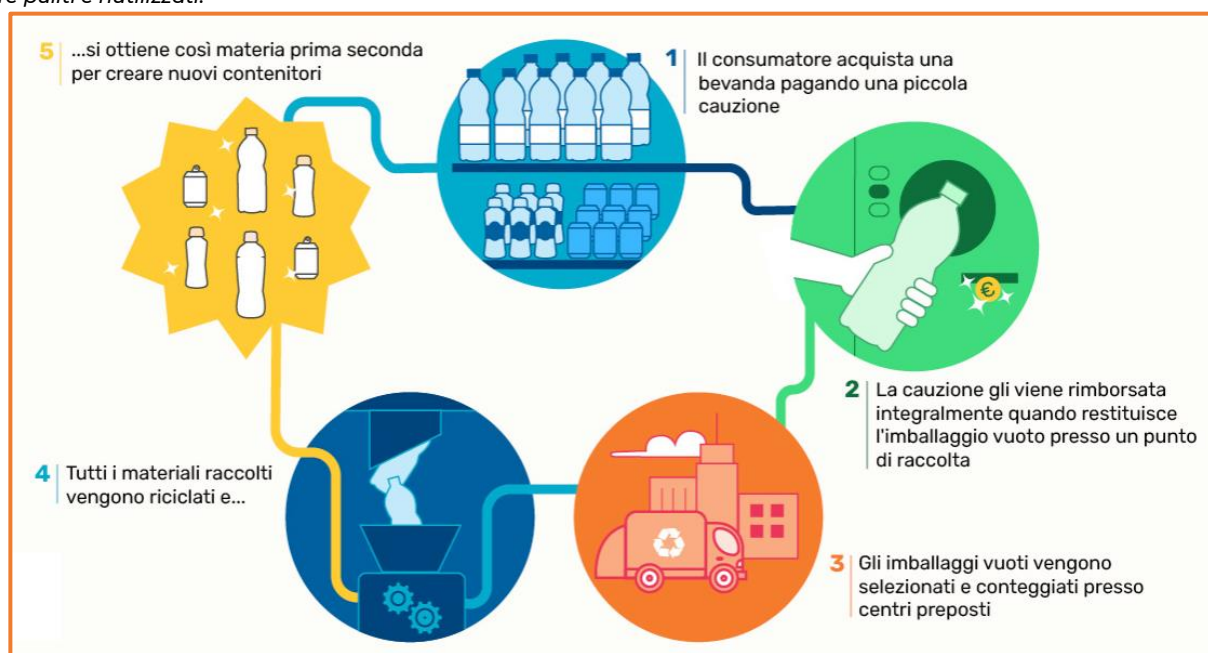 puliti e riutilizzati.
1 Il consumatore acquista una
bevanda pagando una piccola
cauzione
2 La cauzione gli viene rimborsata
integralmente quando restituisce
l'imballaggio vuoto presso un punto
di raccolta
€
3 Gli imballaggi vuoti vengono
selezionati e conteggiati presso
centri preposti
4 Tutti i materiali raccolti
vengono riciclati e...
5 ...si ottiene così materia prima seconda
per creare nuovi contenitori